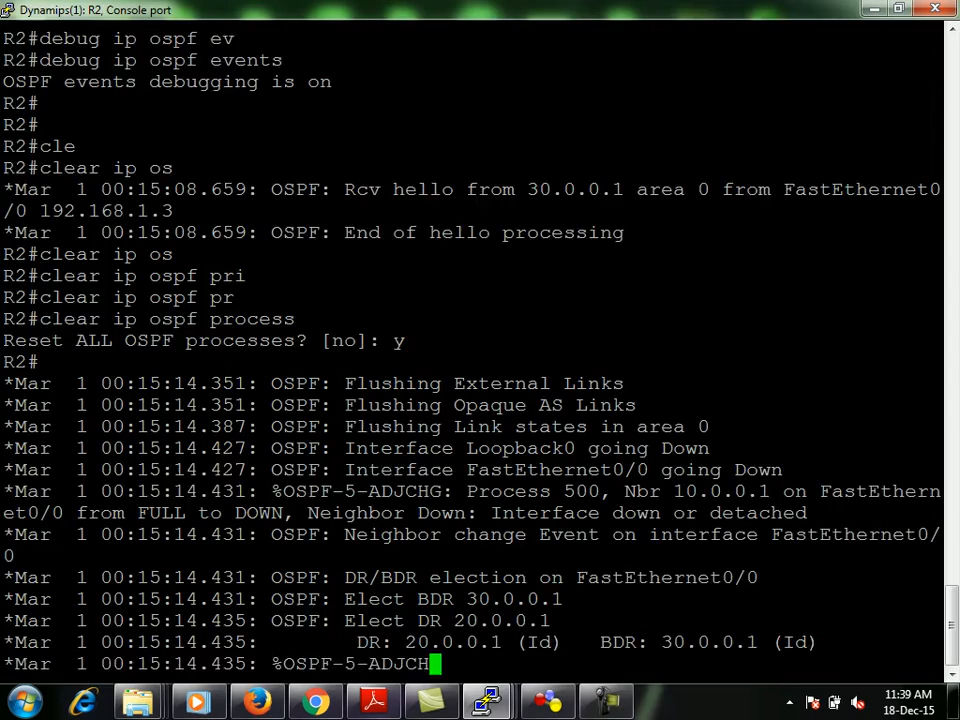 Dynamips(1): R2, Console port
R2#debug ip ospf ev
R2#debug ip ospf events
OSPF events debugging is on
R2#
R2#
R2#cle
R2#clear ip os
*Mar  1 00:15:08.659: OSPF: Rcv hello from 30.0.0.1 area 0 from FastEthernet0
/0 192.168.1.3
*Mar  1 00:15:08.659: OSPF: End of hello processing
R2#clear ip os
R2#clear ip ospf pri
R2#clear ip ospf pr
R2#clear ip ospf process
Reset ALL OSPF processes? [no]: y
R2#
*Mar  1 00:15:14.351: OSPF: Flushing External Links
*Mar  1 00:15:14.351: OSPF: Flushing Opaque AS Links
*Mar  1 00:15:14.387: OSPF: Flushing Link states in area 0
*Mar  1 00:15:14.427: OSPF: Interface Loopback0 going Down
*Mar  1 00:15:14.427: OSPF: Interface FastEthernet0/0 going Down
*Mar  1 00:15:14.431: %OSPF-5-ADJCHG: Process 500, Nbr 10.0.0.1 on FastEthern
et0/0 from FULL to DOWN, Neighbor Down: Interface down or detached
*Mar  1 00:15:14.431: OSPF: Neighbor change Event on interface FastEthernet0/
0
*Mar  1 00:15:14.431: OSPF: DR/BDR election on FastEthernet0/0
*Mar  1 00:15:14.431: OSPF: Elect BDR 30.0.0.1
*Mar  1 00:15:14.435: OSPF: Elect DR 20.0.0.1
*Mar  1 00:15:14.435:        DR: 20.0.0.1 (Id)   BDR: 30.0.0.1 (Id)
*Mar  1 00:15:14.435: %OSPF-5-ADJCH
11:39 AM
18-Dec-15